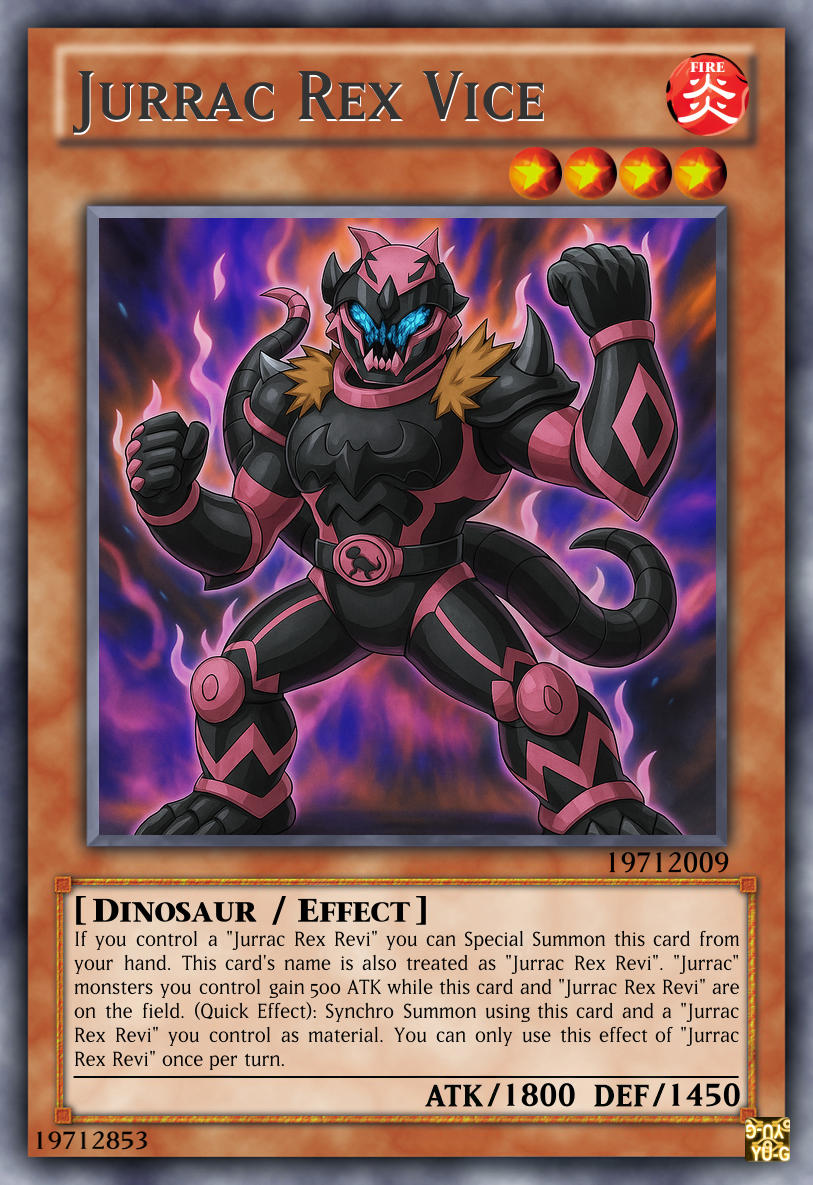 Jurrac Rex Vice
FIRE
炎
19712009
[ Dinosaur / Effect ]
If you control a "Jurrac Rex Revi" you can Special Summon this card from
your hand. This card's name is also treated as "Jurrac Rex Revi". "Jurrac"
monsters you control gain 500 ATK while this card and "Jurrac Rex Revi" are
on the field. (Quick Effect): Synchro Summon using this card and a "Jurrac
Rex Revi" you control as material. You can only use this effect of "Jurrac
Rex Revi" once per turn.
ATK/1800 DEF/1450
19712853
YU-G